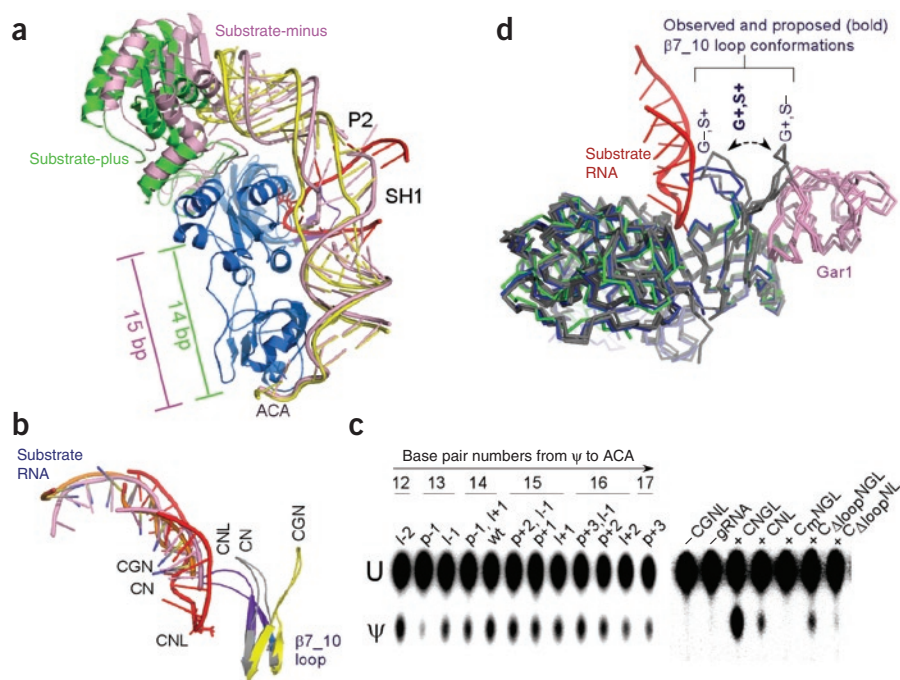 a
Substrate-minus
P2
Substrate-plus
SH1
15 bp
14 bp
ACA
d
Observed and proposed (bold)
β7_10 loop conformations
G–,S+
G+,S+
G+,S–
Substrate
RNA
Gar1
b
Substrate
RNA
CNL
CN
CGN
CGN
CN
CNL
β7_10
loop
c
Base pair numbers from ψ to ACA
12 13 14 15 16 17
l-2
p-1
l-1
p-1, l+1
wt
p+2, l-1
p+1
l+1
p+3, l-1
p+2
l+2
p+3
U
ψ
–CGNL
–gRNA
+ CNGL
+ CNL
+ CmNGL
+ CΔloopNGL
+ CΔloopNL